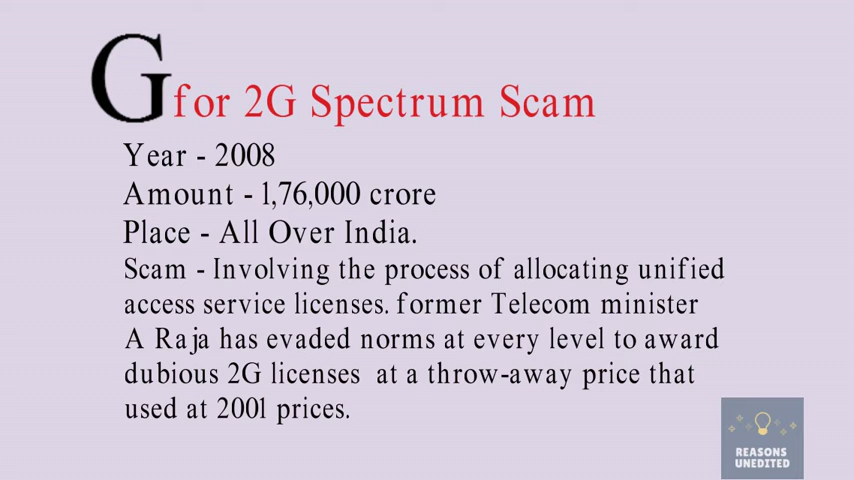 G for 2G Spectrum Scam
Year - 2008
Amount - 1,76,000 crore
Place - All Over India.
Scam - Involving the process of allocating unified
access service licenses. former Telecom minister
A Raja has evaded norms at every level to award
dubious 2G licenses at a throw-away price that
used at 2001 prices.
REASONS
UNEDITED